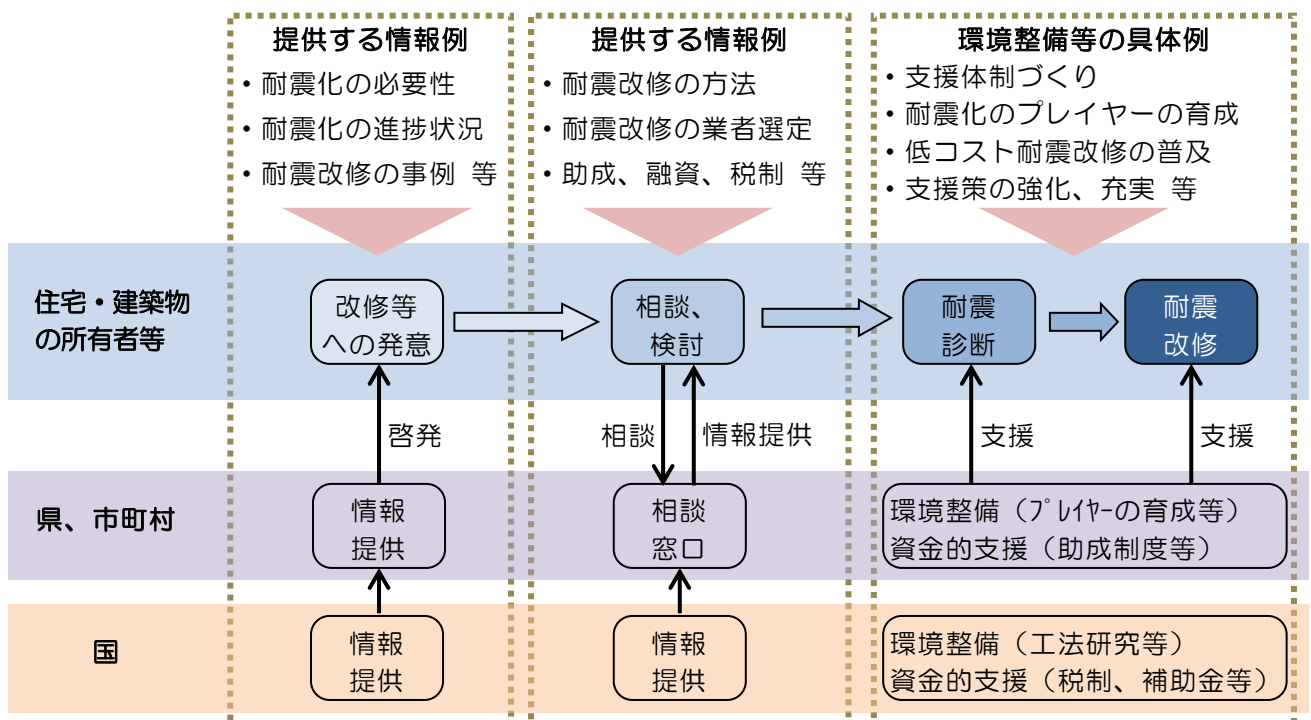 提供する情報例
・耐震化の必要性
・耐震化の進捗状況
・耐震改修の事例 等
提供する情報例
・耐震改修の方法
・耐震改修の業者選定
・助成、融資、税制 等
環境整備等の具体例
・支援体制づくり
・耐震化のプレイヤーの育成
・低コスト耐震改修の普及
・支援策の強化、充実 等
住宅・建築物
の所有者等
改修等
への発意
相談、
検討
耐震
診断
耐震
改修
啓発
相談
情報提供
支援
支援
県、市町村
情報
提供
相談
窓口
環境整備（ﾌﾟﾚｲﾔｰの育成等）
資金的支援（助成制度等）
国
情報
提供
情報
提供
環境整備（工法研究等）
資金的支援（税制、補助金等）